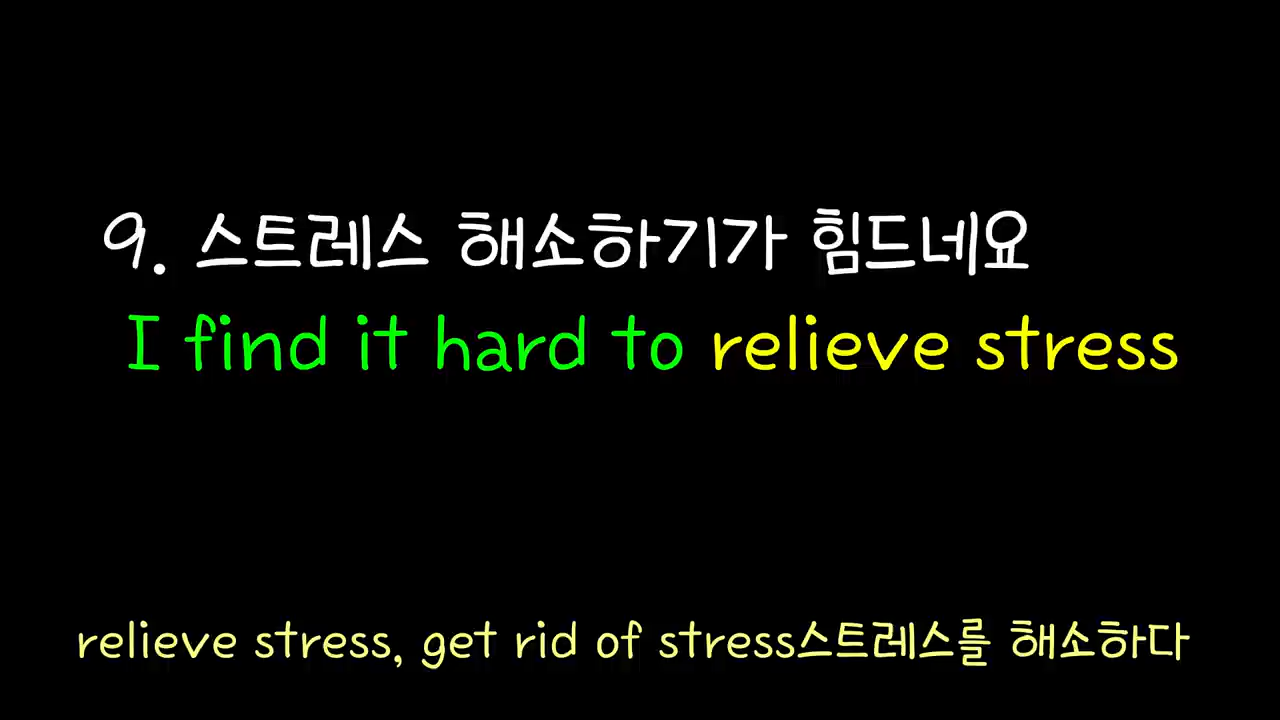 9. 스트레스 해소하기가 힘드네요
I find it hard to relieve stress
relieve stress, get rid of stress스트레스를 해소하다